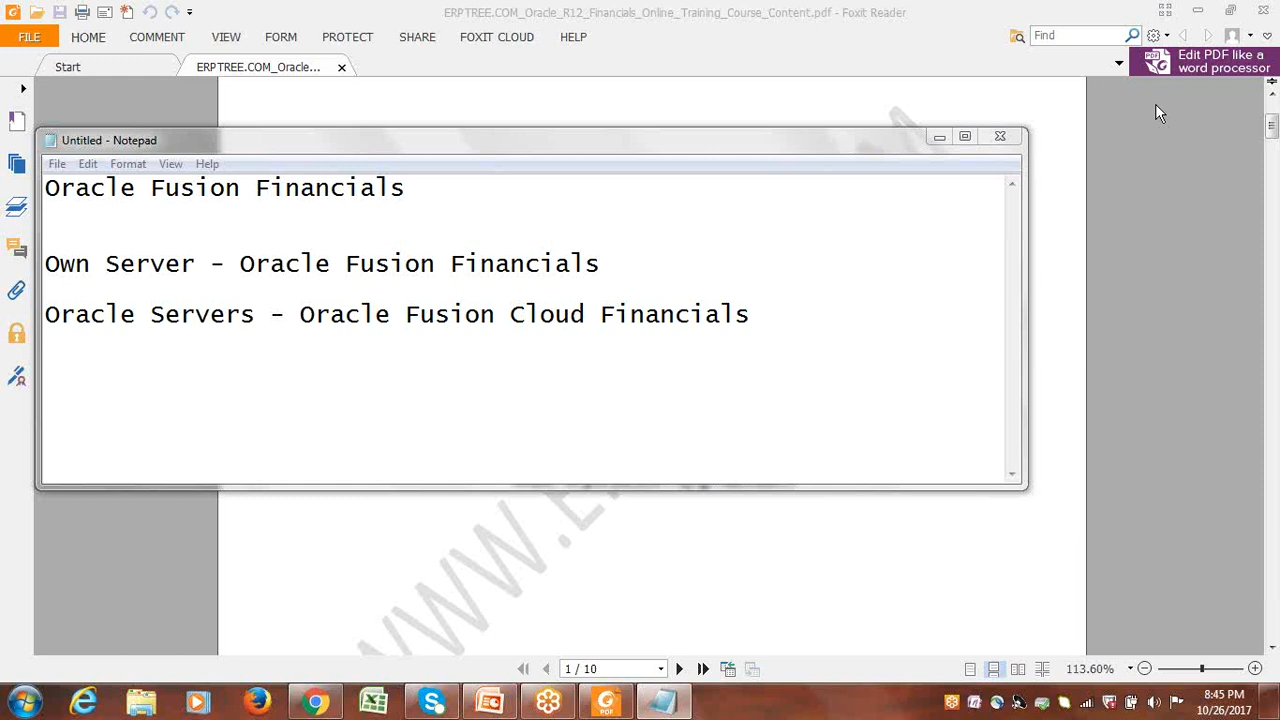 ERPTREE.COM_Oracle_R12_Financials_Online_Training_Course_Content.pdf - Foxit Reader
FILE HOME COMMENT VIEW FORM PROTECT SHARE FOXIT CLOUD HELP
Find
Start
ERPTREE.COM_Oracle...
Edit PDF like a
word processor
Untitled - Notepad
File Edit Format View Help
Oracle Fusion Financials
Own Server - Oracle Fusion Financials
Oracle Servers - Oracle Fusion Cloud Financials
1 / 10
113.60%
8:45 PM
10/26/2017